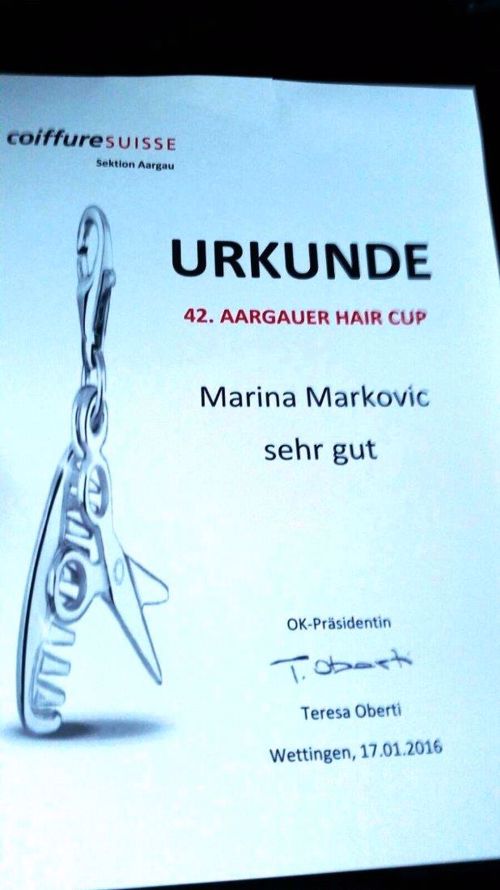 coiffureSUISSE
Sektion Aargau
URKUNDE
42. AARGAUER HAIR CUP
Marina Markovic
sehr gut
OK-Präsidentin
T. Oberti
Teresa Oberti
Wettingen, 17.01.2016